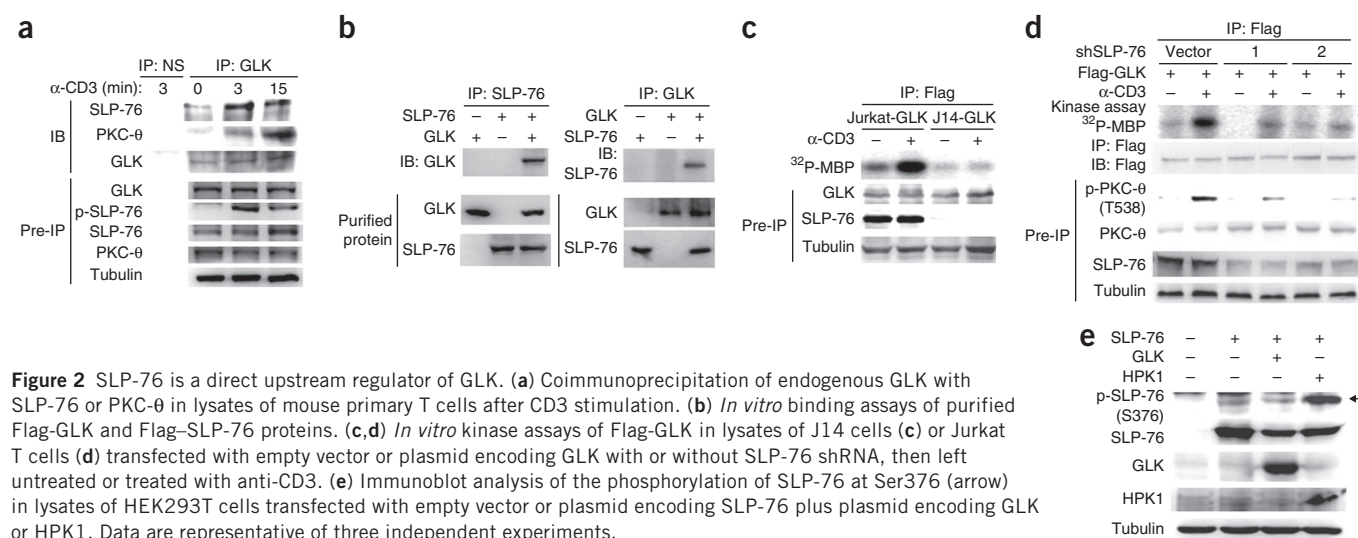 a
IP: NS IP: GLK
α-CD3 (min): 3 0 3 15
IB
SLP-76
PKC-θ
GLK
Pre-IP
GLK
p-SLP-76
SLP-76
PKC-θ
Tubulin
b
IP: SLP-76
SLP-76 – + +
GLK + – +
IB: GLK
Purified protein
GLK
SLP-76
IP: GLK
GLK – + +
SLP-76 + – +
IB: SLP-76
GLK
SLP-76
c
IP: Flag
Jurkat-GLK J14-GLK
α-CD3 – + – +
32P-MBP
Pre-IP
GLK
SLP-76
Tubulin
d
IP: Flag
shSLP-76 Vector 1 2
Flag-GLK + + + + + +
α-CD3 – + – + – +
Kinase assay
32P-MBP
IP: Flag
IB: Flag
Pre-IP
p-PKC-θ
(T538)
PKC-θ
SLP-76
Tubulin
e
SLP-76 – + + +
GLK – – + –
HPK1 – – – +
p-SLP-76
(S376)
SLP-76
GLK
HPK1
Tubulin
Figure 2 SLP-76 is a direct upstream regulator of GLK. (a) Coimmunoprecipitation of endogenous GLK with
SLP-76 or PKC-θ in lysates of mouse primary T cells after CD3 stimulation. (b) In vitro binding assays of purified
Flag-GLK and Flag–SLP-76 proteins. (c,d) In vitro kinase assays of Flag-GLK in lysates of J14 cells (c) or Jurkat
T cells (d) transfected with empty vector or plasmid encoding GLK with or without SLP-76 shRNA, then left
untreated or treated with anti-CD3. (e) Immunoblot analysis of the phosphorylation of SLP-76 at Ser376 (arrow)
in lysates of HEK293T cells transfected with empty vector or plasmid encoding SLP-76 plus plasmid encoding GLK
or HPK1. Data are representative of three independent experiments.